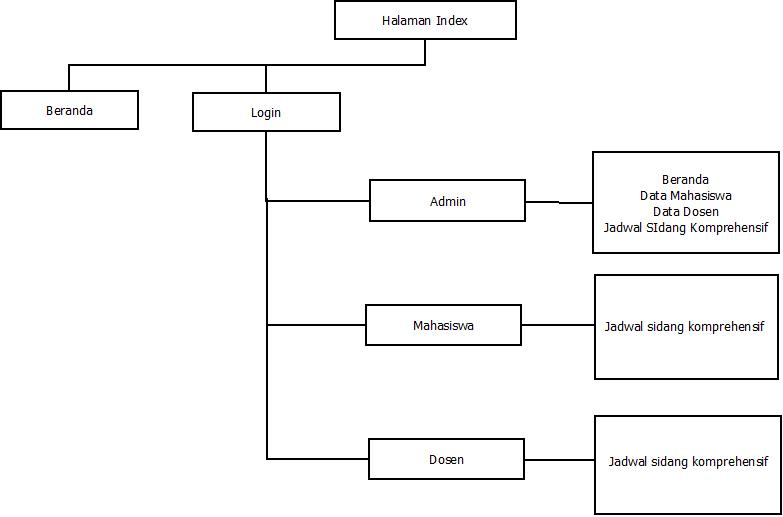 Halaman Index
Beranda
Login
Admin
Beranda
Data Mahasiswa
Data Dosen
Jadwal SIdang Komprehensif
Mahasiswa
Jadwal sidang komprehensif
Dosen
Jadwal sidang komprehensif